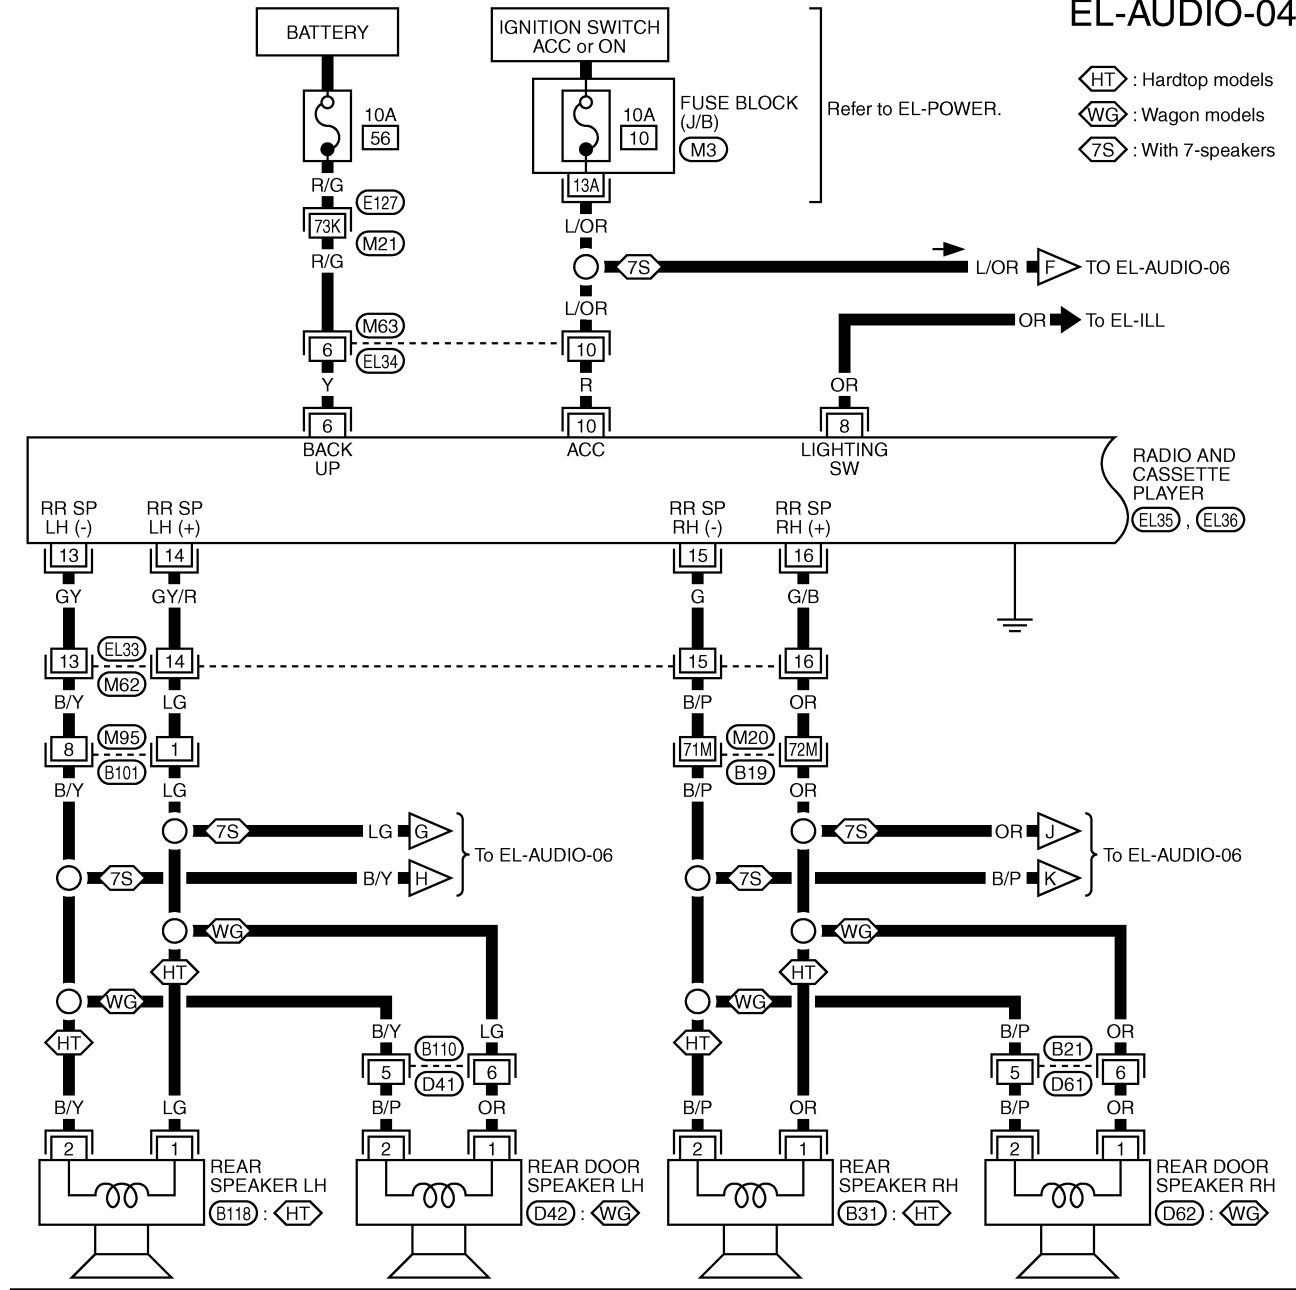 EL-AUDIO-04
BATTERY
IGNITION SWITCH
ACC or ON
HT : Hardtop models
WG : Wagon models
7S : With 7-speakers
10A
56
10A
10
FUSE BLOCK
(J/B)
M3
Refer to EL-POWER.
R/G
13A
E127
73K
M21
L/OR
R/G
7S
L/OR
F
TO EL-AUDIO-06
L/OR
M63
6
EL34
10
OR
To EL-ILL
Y
R
OR
6
10
8
BACK
UP
ACC
LIGHTING
SW
RADIO AND
CASSETTE
PLAYER
EL35 , EL36
RR SP
LH (-)
RR SP
LH (+)
RR SP
RH (-)
RR SP
RH (+)
13
14
15
16
GY
GY/R
G
G/B
EL33
13
14
15
16
M62
B/Y
LG
B/P
OR
M95
M20
8
1
71M
72M
B101
B19
B/Y
LG
B/P
OR
7S
LG
G
7S
OR
J
To EL-AUDIO-06
To EL-AUDIO-06
7S
B/Y
H
7S
B/P
K
WG
WG
HT
HT
WG
WG
HT
HT
B/Y
LG
B/P
OR
B110
B21
5
6
5
6
D41
D61
B/Y
LG
B/P
OR
B/P
OR
B/P
OR
2
1
2
1
2
1
2
1
REAR
SPEAKER LH
B118 : HT
REAR DOOR
SPEAKER LH
D42 : WG
REAR
SPEAKER RH
B31 : HT
REAR DOOR
SPEAKER RH
D62 : WG